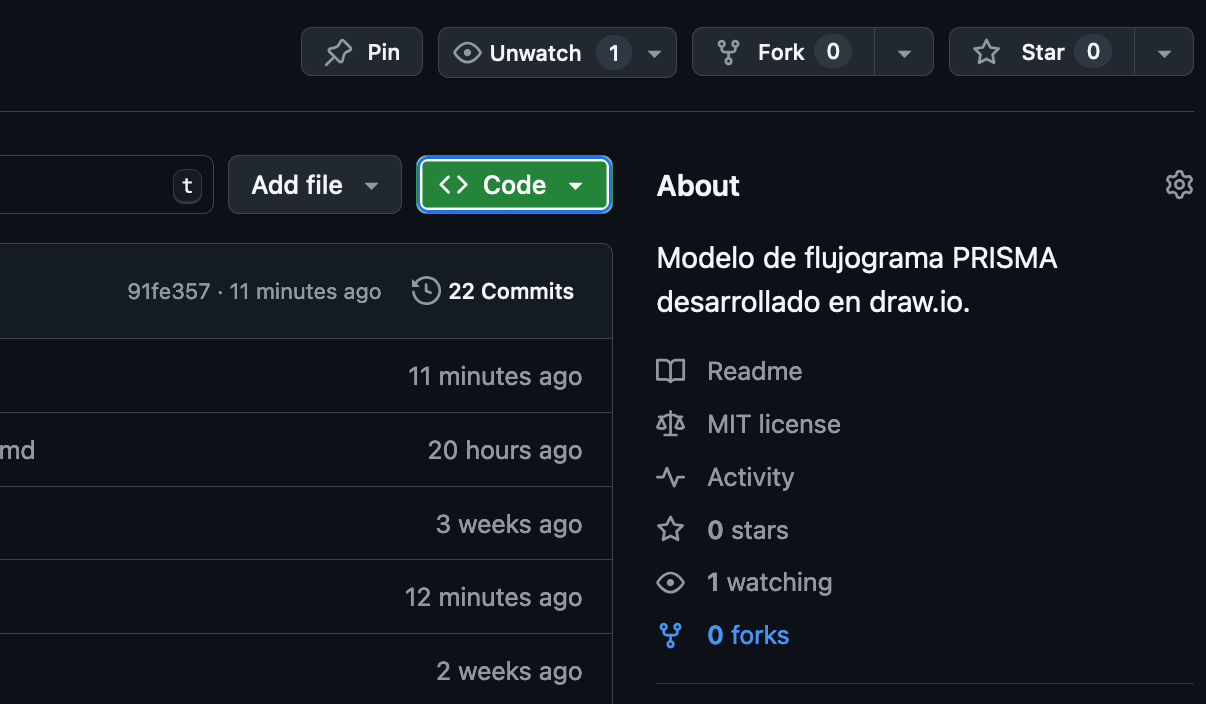 Pin
Unwatch 1
Fork 0
Star 0
t
Add file
<> Code
About
Modelo de flujograma PRISMA
desarrollado en draw.io.
91fe357 · 11 minutes ago
22 Commits
11 minutes ago
md
20 hours ago
3 weeks ago
12 minutes ago
2 weeks ago
Readme
MIT license
Activity
0 stars
1 watching
0 forks